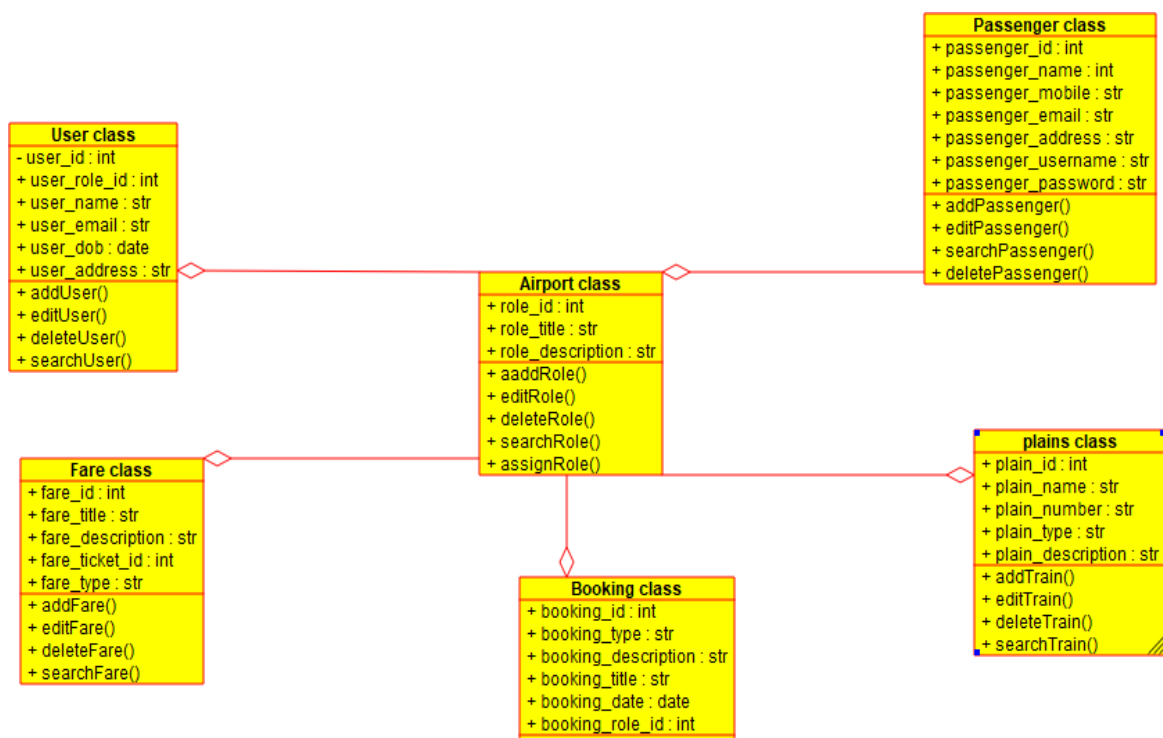 Passenger class
+ passenger_id : int
+ passenger_name : int
+ passenger_mobile : str
+ passenger_email : str
+ passenger_address : str
+ passenger_username : str
+ passenger_password : str
+ addPassenger()
+ editPassenger()
+ searchPassenger()
+ deletePassenger()
User class
- user_id : int
+ user_role_id : int
+ user_name : str
+ user_email : str
+ user_dob : date
+ user_address : str
+ addUser()
+ editUser()
+ deleteUser()
+ searchUser()
Airport class
+ role_id : int
+ role_title : str
+ role_description : str
+ aaddRole()
+ editRole()
+ deleteRole()
+ searchRole()
+ assignRole()
Fare class
+ fare_id : int
+ fare_title : str
+ fare_description : str
+ fare_ticket_id : int
+ fare_type : str
+ addFare()
+ editFare()
+ deleteFare()
+ searchFare()
plains class
+ plain_id : int
+ plain_name : str
+ plain_number : str
+ plain_type : str
+ plain_description : str
+ addTrain()
+ editTrain()
+ deleteTrain()
+ searchTrain()
Booking class
+ booking_id : int
+ booking_type : str
+ booking_description : str
+ booking_title : str
+ booking_date : date
+ booking_role_id : int